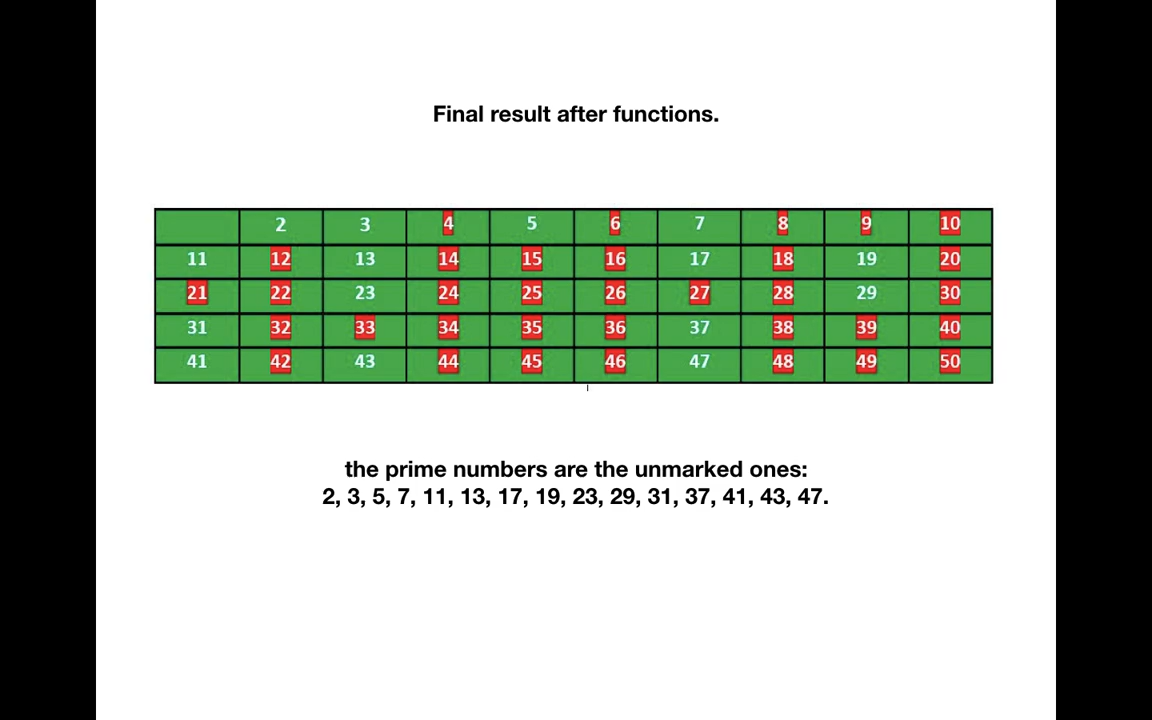 Final result after functions.
2 3 4 5 6 7 8 9 10
11 12 13 14 15 16 17 18 19 20
21 22 23 24 25 26 27 28 29 30
31 32 33 34 35 36 37 38 39 40
41 42 43 44 45 46 47 48 49 50
the prime numbers are the unmarked ones:
2, 3, 5, 7, 11, 13, 17, 19, 23, 29, 31, 37, 41, 43, 47.